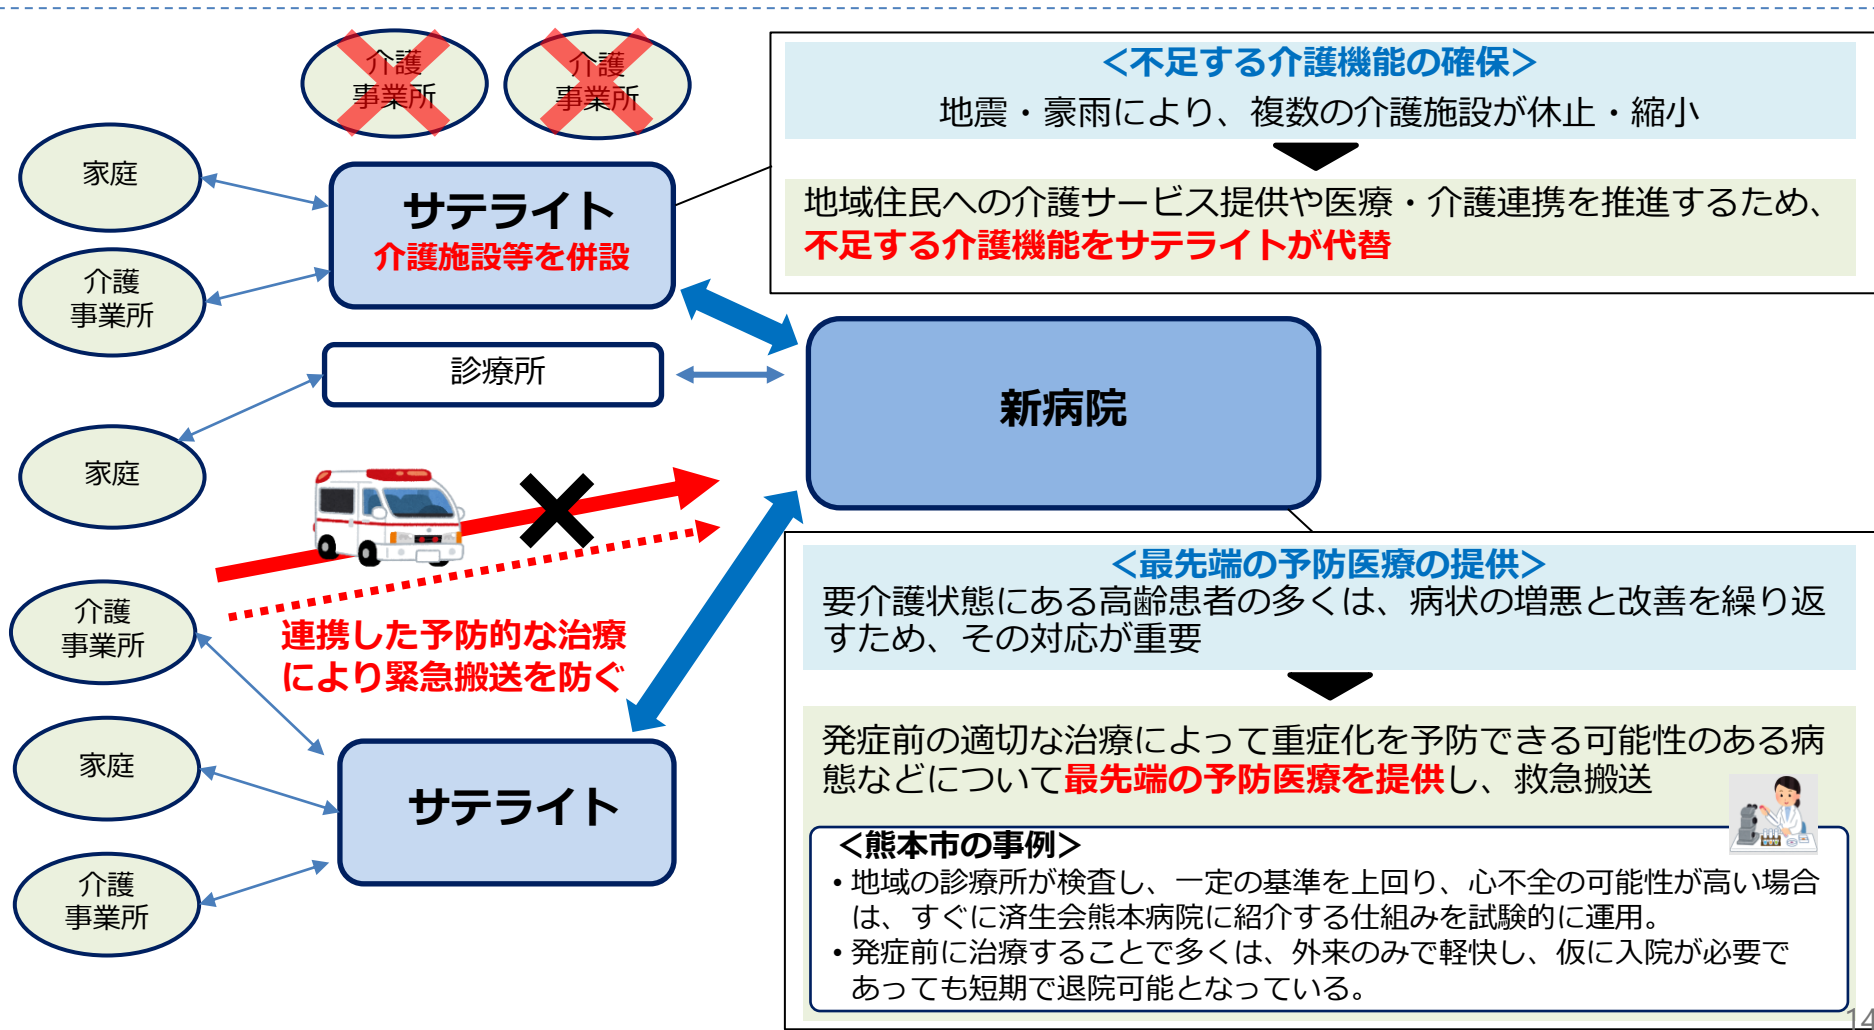 介護
事業所
介護
事業所
家庭
サテライト
介護施設等を併設
介護
事業所
診療所
家庭
新病院
<不足する介護機能の確保>
地震・豪雨により、複数の介護施設が休止・縮小
地域住民への介護サービス提供や医療・介護連携を推進するため、
不足する介護機能をサテライトが代替
介護
事業所
連携した予防的な治療
により緊急搬送を防ぐ
家庭
サテライト
介護
事業所
<最先端の予防医療の提供>
要介護状態にある高齢患者の多くは、病状の増悪と改善を繰り返
すため、その対応が重要
発症前の適切な治療によって重症化を予防できる可能性のある病
態などについて最先端の予防医療を提供し、救急搬送
<熊本市の事例>
・地域の診療所が検査し、一定の基準を上回り、心不全の可能性が高い場合
は、すぐに済生会熊本病院に紹介する仕組みを試験的に運用。
・発症前に治療することで多くは、外来のみで軽快し、仮に入院が必要で
あっても短期で退院可能となっている。
14